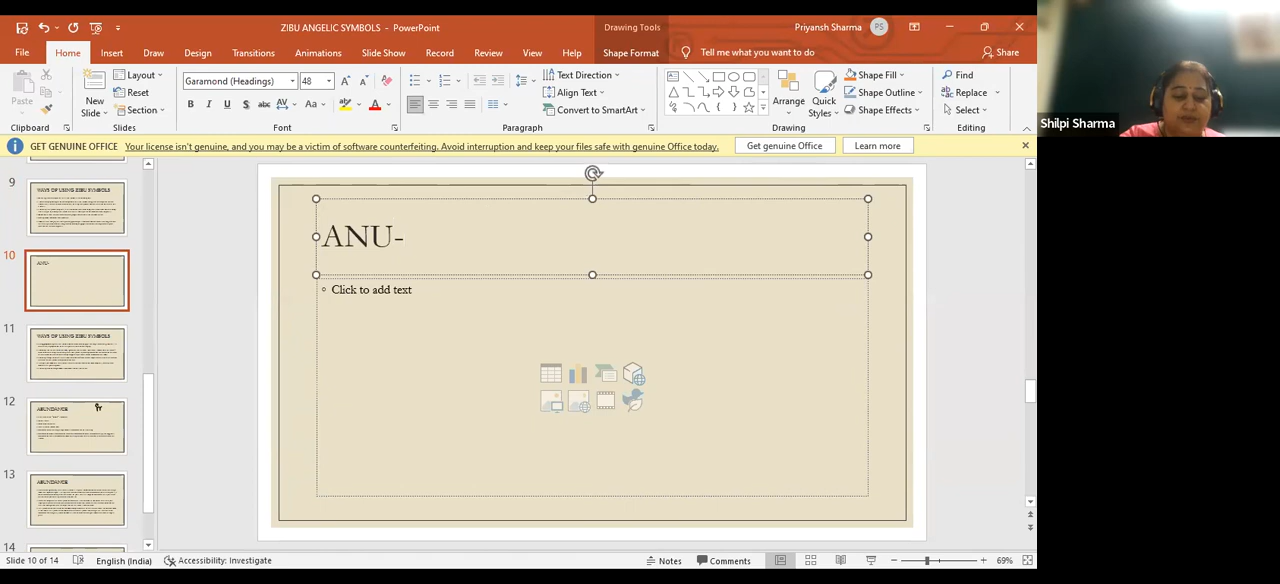 ZIBU ANGELIC SYMBOLS - PowerPoint
Drawing Tools
Priyansh Sharma
PS
File
Home
Insert
Draw
Design
Transitions
Animations
Slide Show
Record
Review
View
Help
Shape Format
Tell me what you want to do
Share
Paste
New Slide
Layout
Reset
Section
Garamond (Headings)
48
Text Direction
Align Text
Convert to SmartArt
Arrange
Quick Styles
Shape Fill
Shape Outline
Shape Effects
Find
Replace
Select
Clipboard
Slides
Font
Paragraph
Drawing
Editing
GET GENUINE OFFICE
Your license isn't genuine, and you may be a victim of software counterfeiting. Avoid interruption and keep your files safe with genuine Office today.
Get genuine Office
Learn more
Shilpi Sharma
9
WAYS OF USING ZIBU SYMBOLS
10
ANU-
11
WAYS OF USING ZIBU SYMBOLS
12
ABUNDANCE
13
ABUNDANCE
14
ANU-
Click to add text
Slide 10 of 14
English (India)
Accessibility: Investigate
Notes
Comments
69%